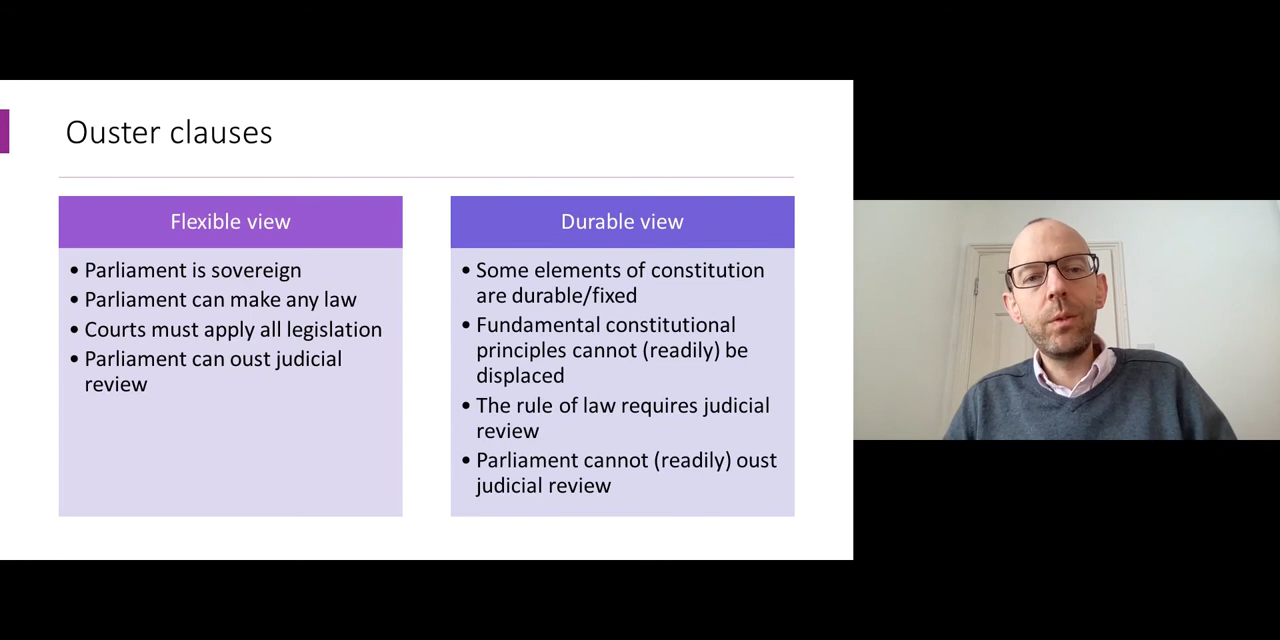 Ouster clauses
Flexible view
• Parliament is sovereign
• Parliament can make any law
• Courts must apply all legislation
• Parliament can oust judicial
review
Durable view
• Some elements of constitution
are durable/fixed
• Fundamental constitutional
principles cannot (readily) be
displaced
• The rule of law requires judicial
review
• Parliament cannot (readily) oust
judicial review